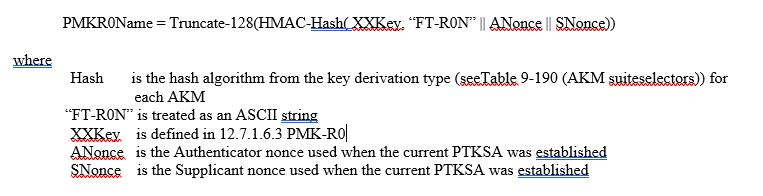 PMKR0Name = Truncate-128(HMAC-Hash( XXKey, “FT-R0N” || ANonce || SNonce))
where
Hash is the hash algorithm from the key derivation type (seeTable 9-190 (AKM suiteselectors)) for
each AKM
“FT-R0N” is treated as an ASCII string
XXKey is defined in 12.7.1.6.3 PMK-R0
ANonce is the Authenticator nonce used when the current PTKSA was established
SNonce is the Supplicant nonce used when the current PTKSA was established